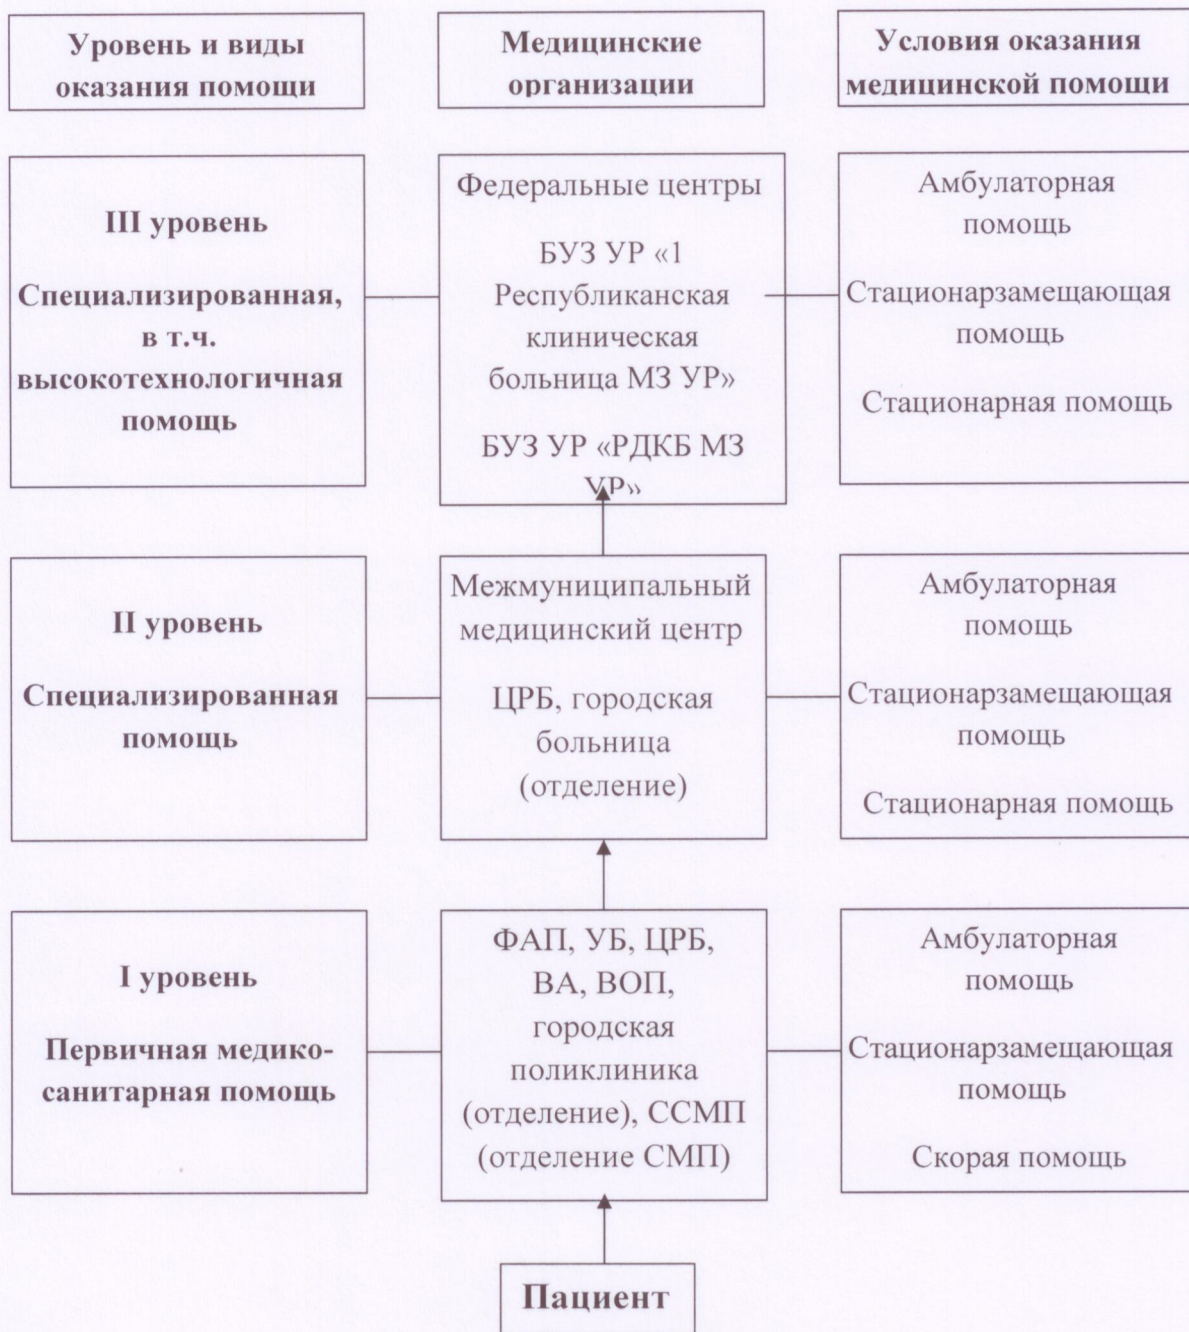 Уровень и виды
оказания помощи
Медицинские
организации
Условия оказания
медицинской помощи
III уровень
Специализированная,
в т.ч.
высокотехнологичная
помощь
Федеральные центры
БУЗ УР «1
Республиканская
клиническая
больница МЗ УР»
БУЗ УР «РДКБ МЗ
УР»
Амбулаторная
помощь
Стационарзамещающая
помощь
Стационарная помощь
II уровень
Специализированная
помощь
Межмуниципальный
медицинский центр
ЦРБ, городская
больница
(отделение)
Амбулаторная
помощь
Стационарзамещающая
помощь
Стационарная помощь
I уровень
Первичная медико-
санитарная помощь
ФАП, УБ, ЦРБ,
ВА, ВОП,
городская
поликлиника
(отделение), ССМП
(отделение СМП)
Амбулаторная
помощь
Стационарзамещающая
помощь
Скорая помощь
Пациент